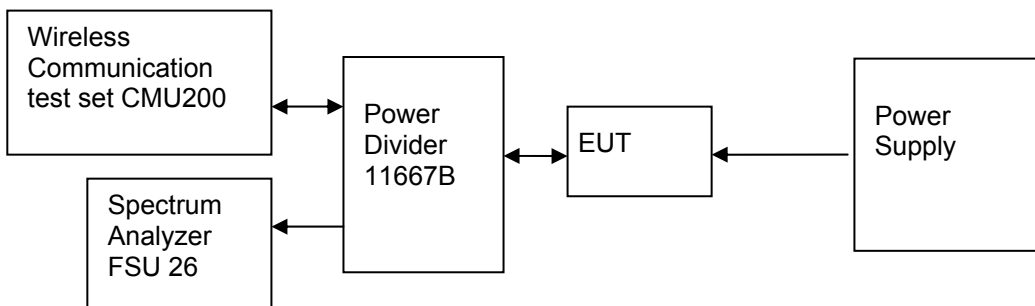 Wireless
Communication
test set CMU200
Spectrum
Analyzer
FSU 26
Power
Divider
11667B
EUT
Power
Supply